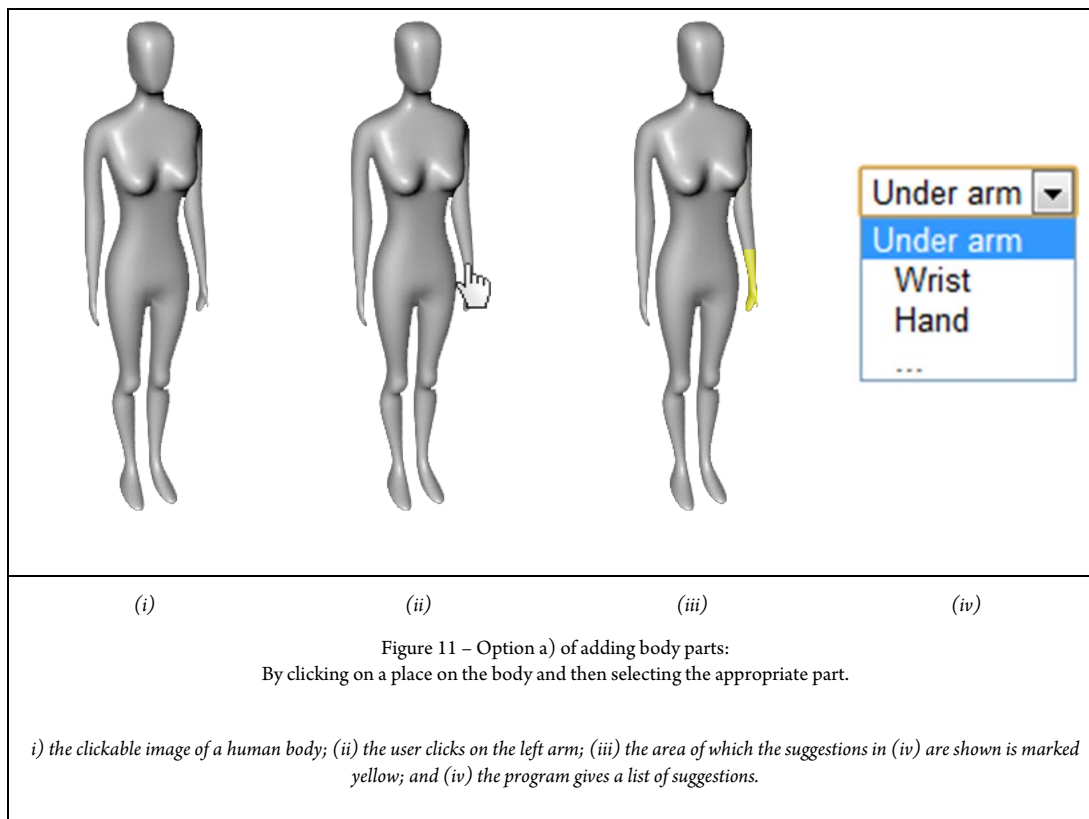 Under arm
Under arm
Wrist
Hand
...
(i) (ii) (iii) (iv)
Figure 11 – Option a) of adding body parts:
By clicking on a place on the body and then selecting the appropriate part.
i) the clickable image of a human body; (ii) the user clicks on the left arm; (iii) the area of which the suggestions in (iv) are shown is marked
yellow; and (iv) the program gives a list of suggestions.